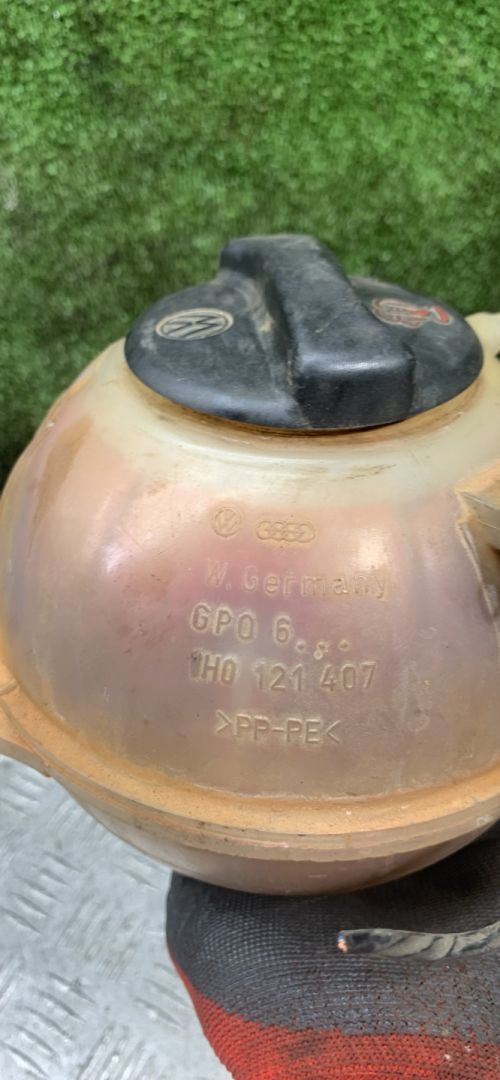 W. Germany
GPO 6...
1H0 121 407
>PP-PE<